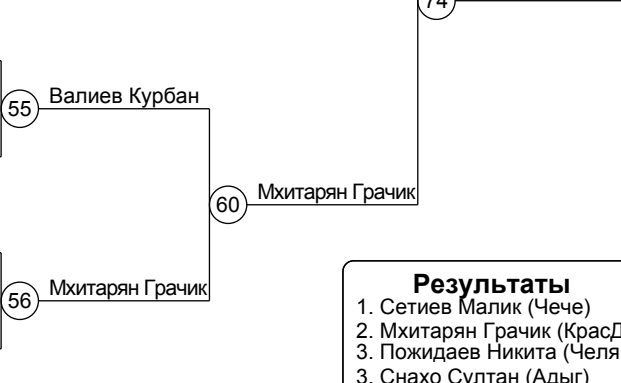 74
55 Валиев Курбан
60 Мхитарян Грачик
56 Мхитарян Грачик
Результаты
1. Сетиев Малик (Чече)
2. Мхитарян Грачик (КрасД
3. Пожидаев Никита (Челя
3. Снахо Султан (Адыг)